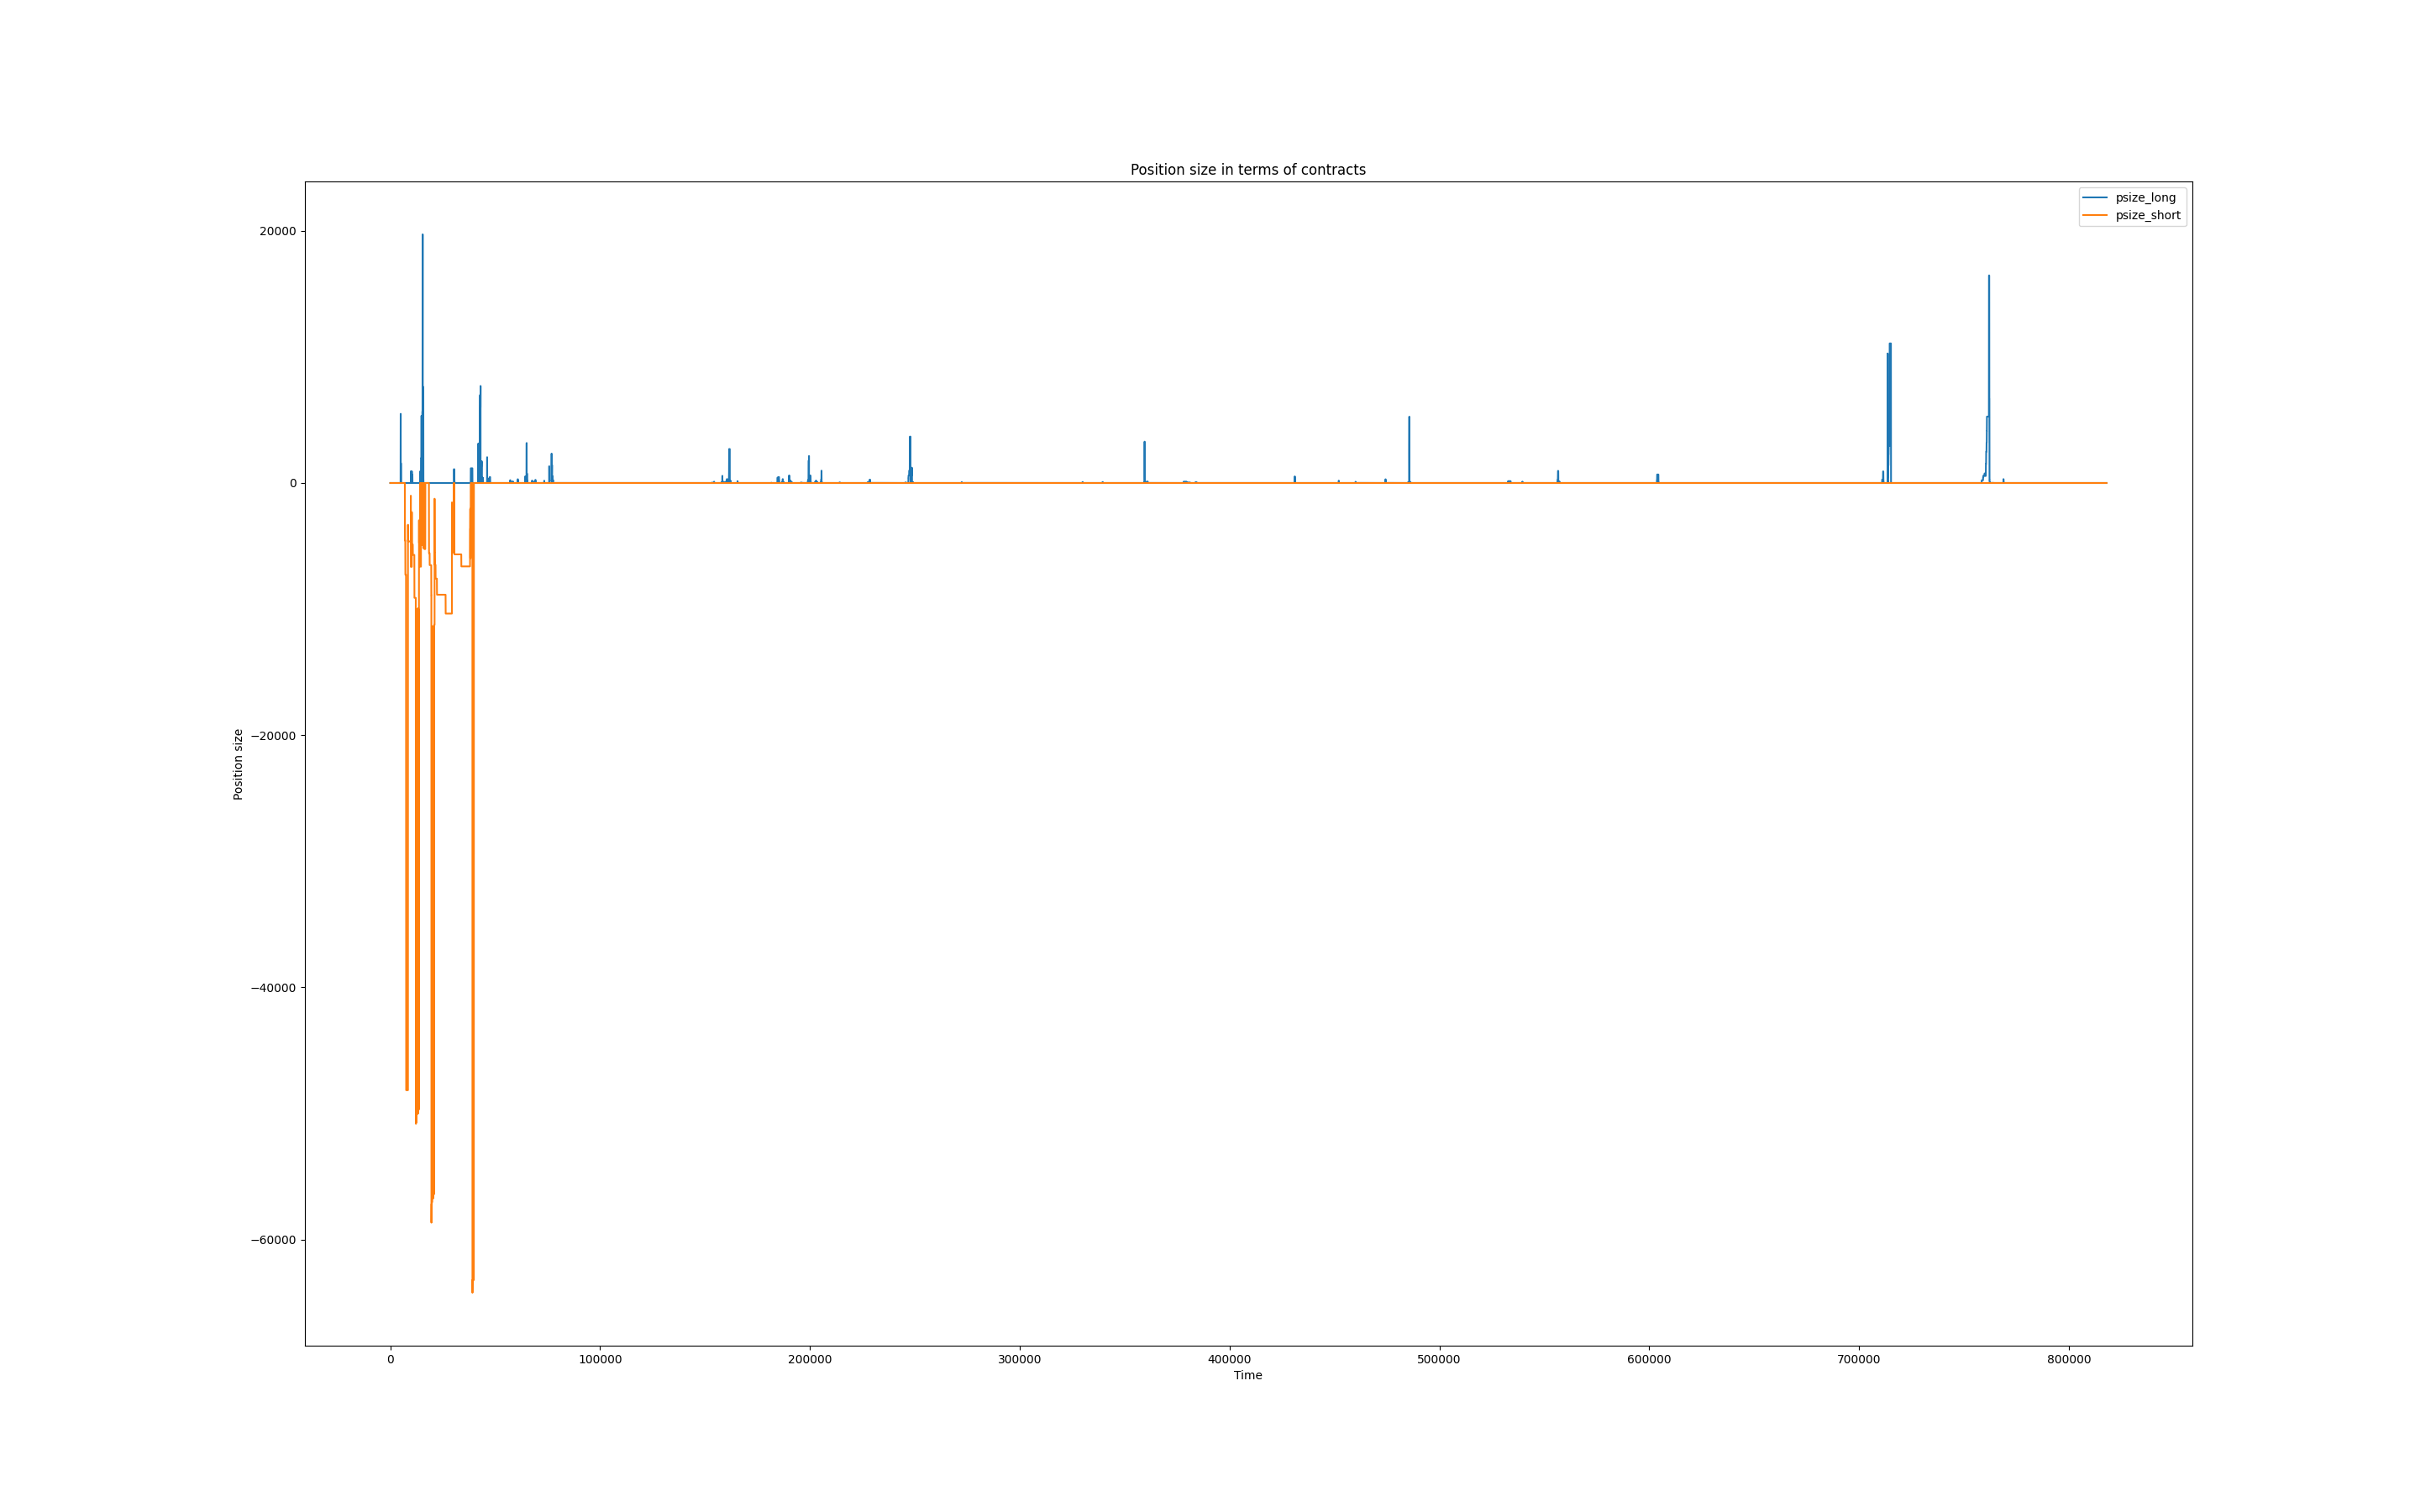 Position size in terms of contracts
psize_long
psize_short
20000
0
−20000
−40000
−60000
Position size
0 100000 200000 300000 400000 500000 600000 700000 800000
Time